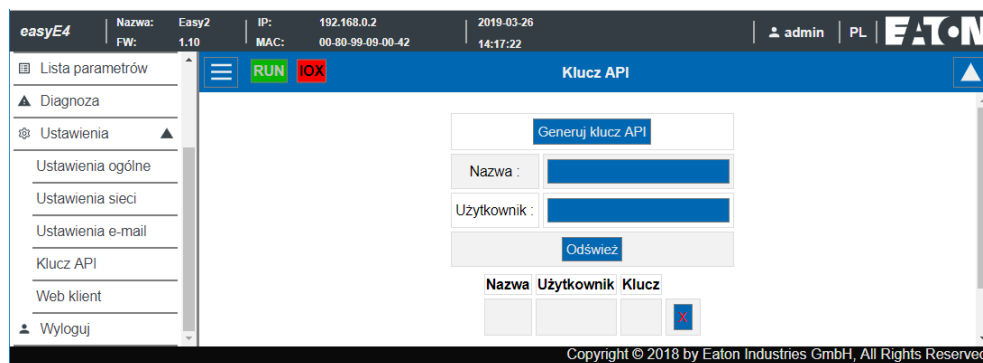 easyE4 Nazwa: Easy2 IP: 192.168.0.2 2019-03-26 admin PL EATON
FW: 1.10 MAC: 00-80-99-09-00-42 14:17:22
RUN IOX Klucz API
Lista parametrów
Diagnoza
Ustawienia
Ustawienia ogólne
Ustawienia sieci
Ustawienia e-mail
Klucz API
Web klient
Wyloguj
Generuj klucz API
Nazwa :
Użytkownik :
Odśwież
Nazwa Użytkownik Klucz
X
Copyright © 2018 by Eaton Industries GmbH, All Rights Reserved